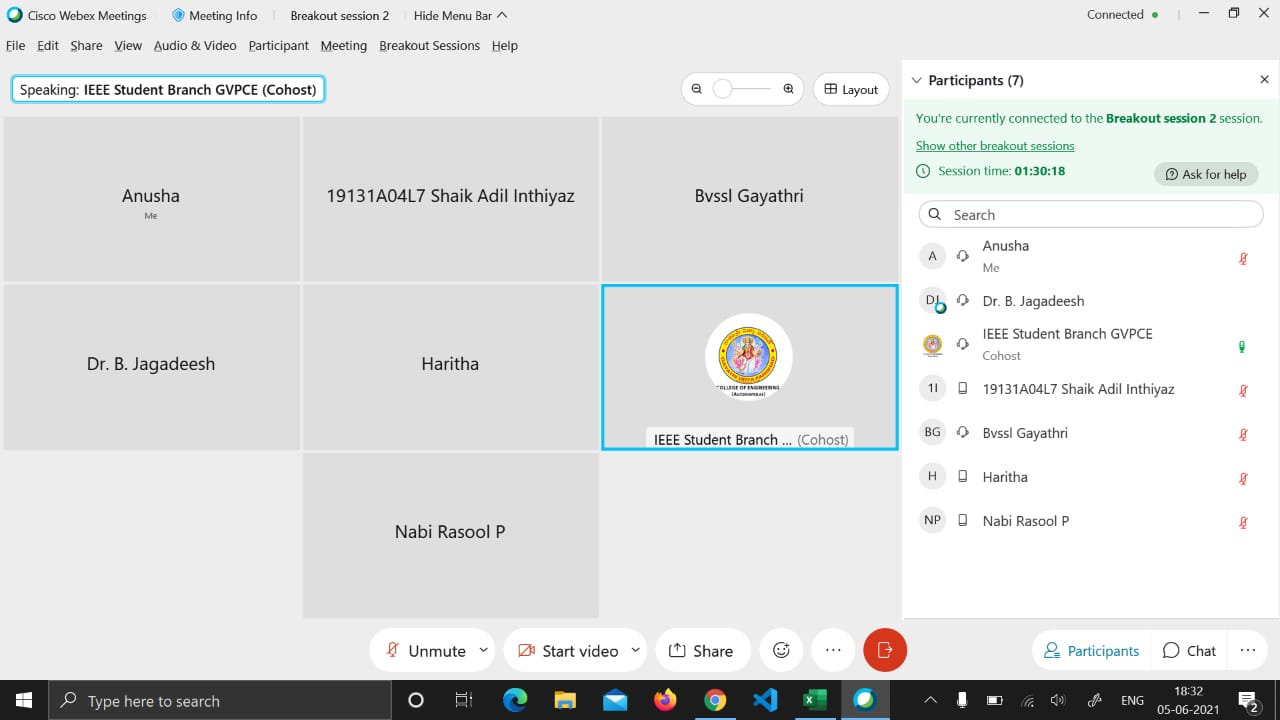 Cisco Webex Meetings
Meeting Info
Breakout session 2
Hide Menu Bar
Connected
File Edit Share View Audio & Video Participant Meeting Breakout Sessions Help
Speaking: IEEE Student Branch GVPCE (Cohost)
Layout
Anusha
Me
19131A04L7 Shaik Adil Inthiyaz
Bvssl Gayathri
Dr. B. Jagadeesh
Haritha
COLLEGE OF ENGINEERING
(Autonomous)
IEEE Student Branch ... (Cohost)
Nabi Rasool P
Participants (7)
You're currently connected to the Breakout session 2 session.
Show other breakout sessions
Session time: 01:30:18
Ask for help
Search
A
Anusha
Me
DJ
Dr. B. Jagadeesh
IEEE Student Branch GVPCE
Cohost
1I
19131A04L7 Shaik Adil Inthiyaz
BG
Bvssl Gayathri
H
Haritha
NP
Nabi Rasool P
Unmute
Start video
Share
Participants
Chat
Type here to search
ENG
18:32
05-06-2021
2